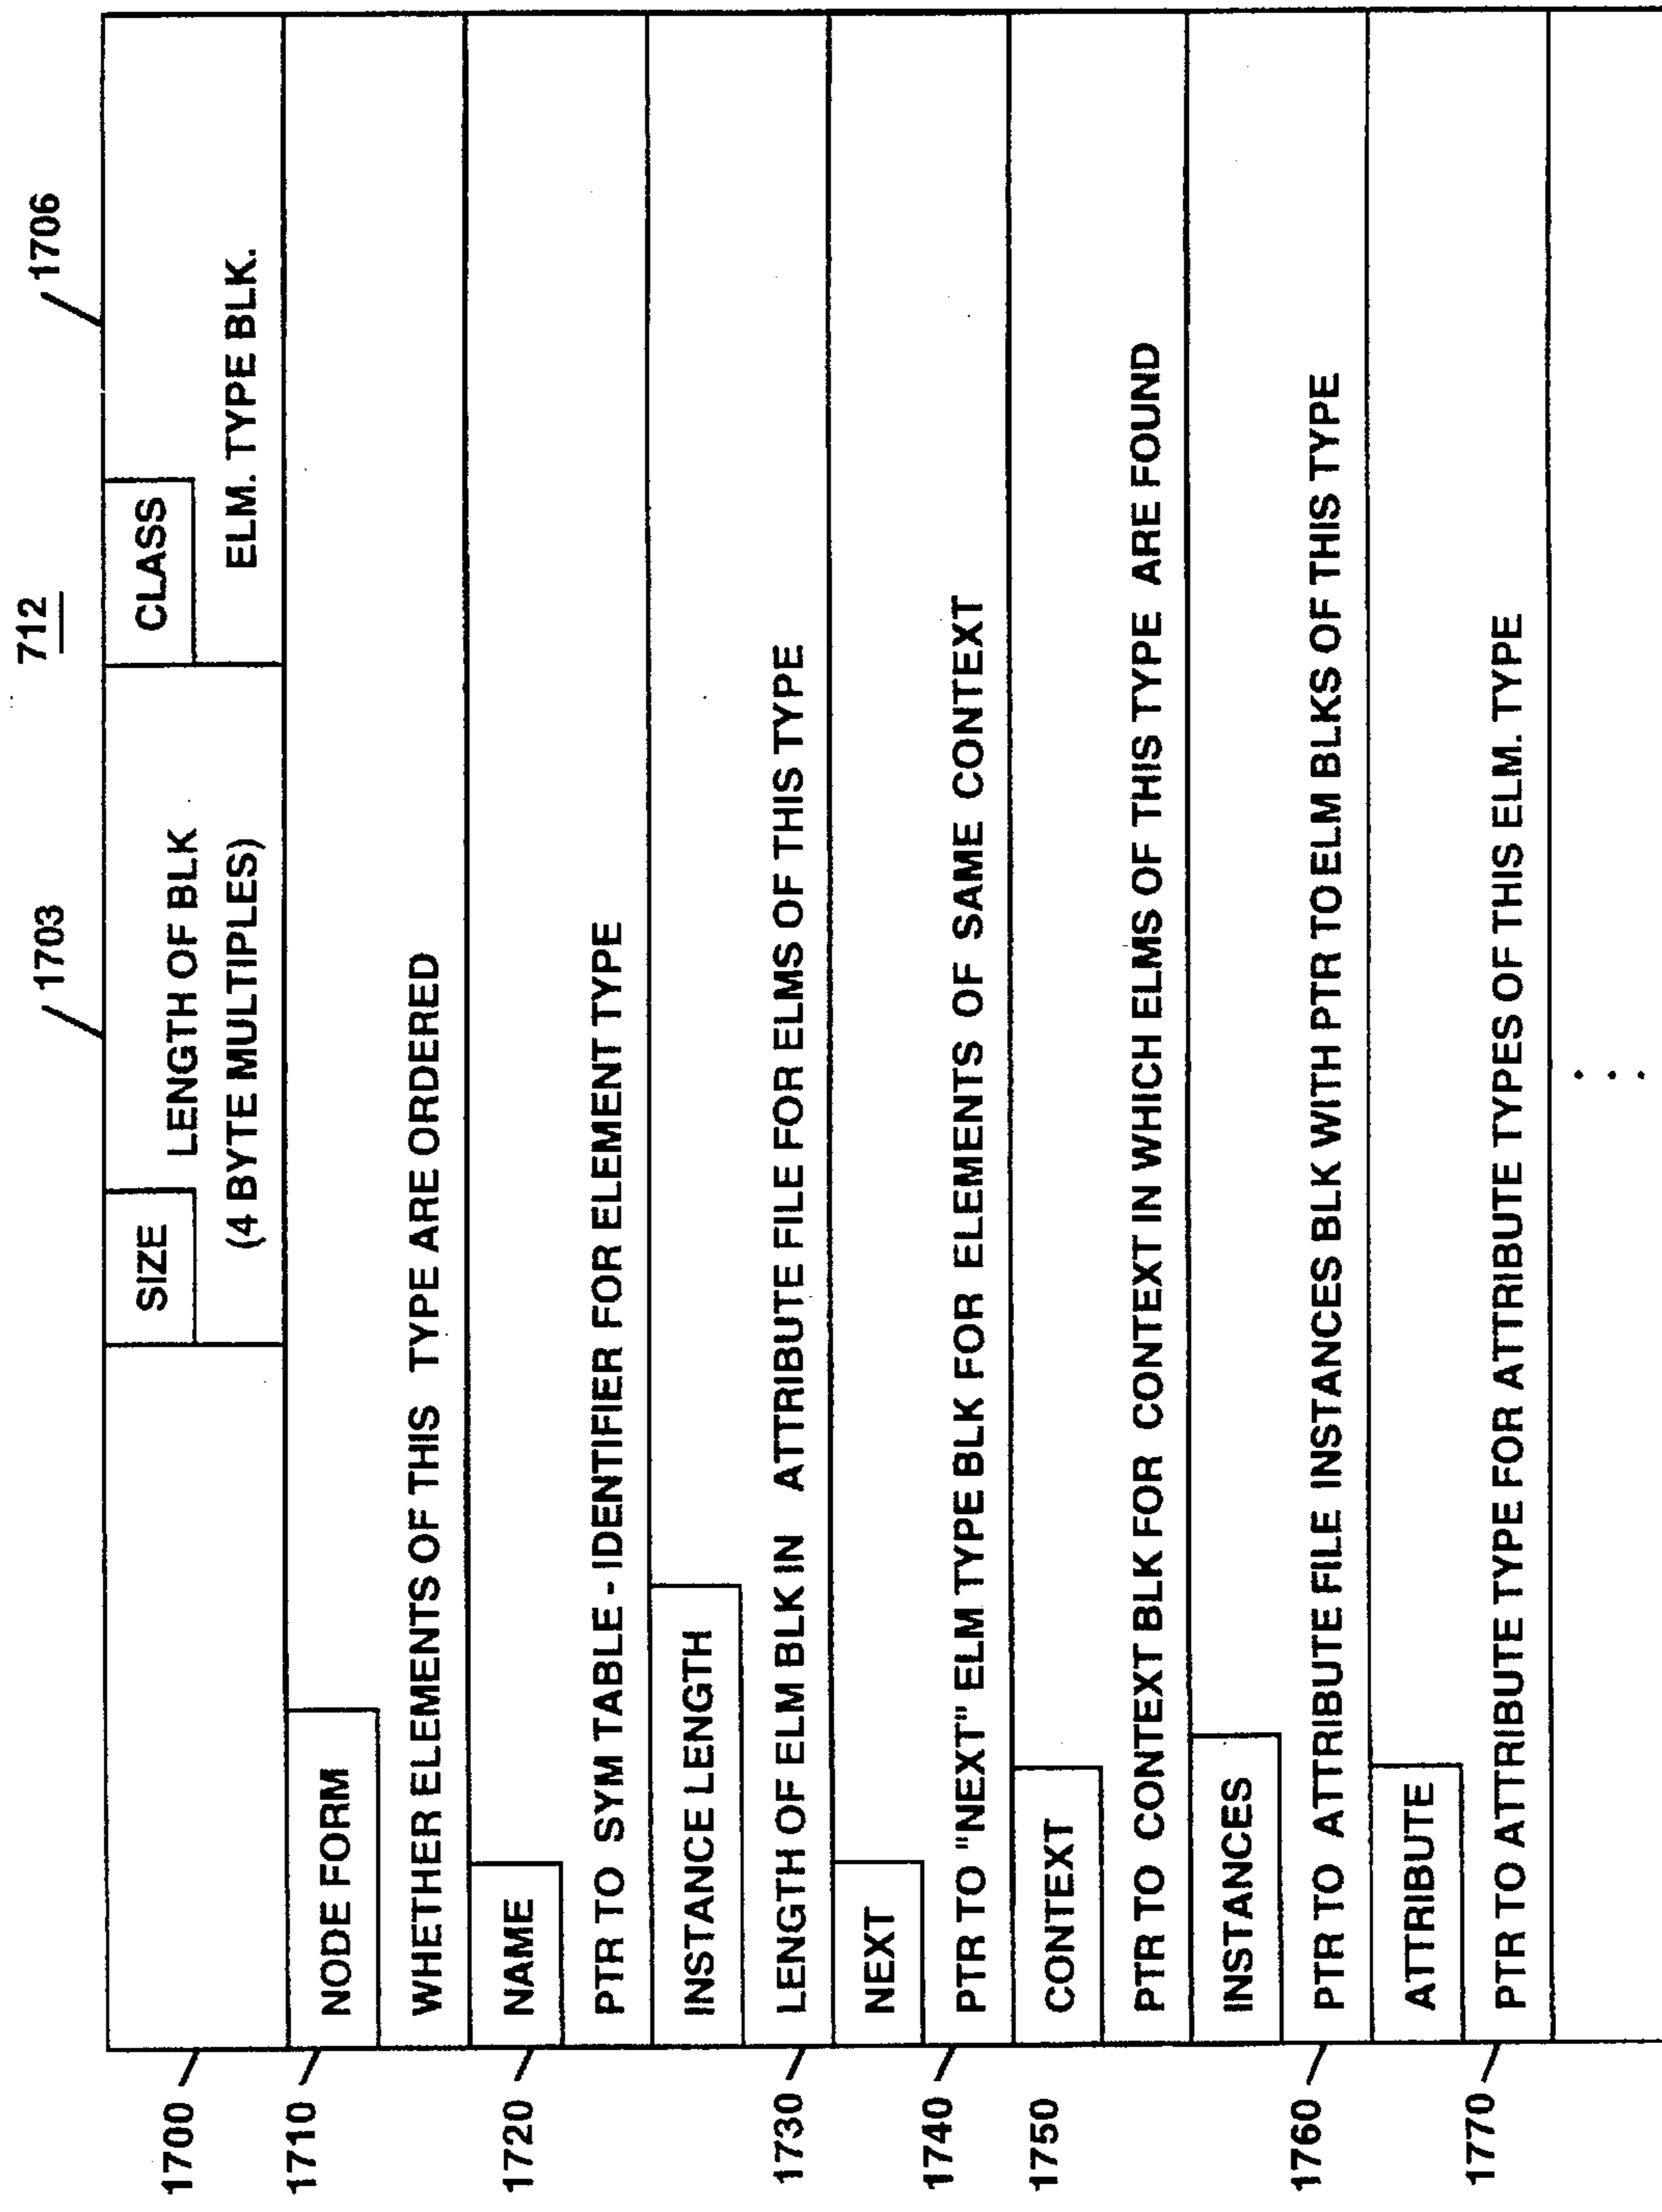 712
1703
1706
1700
SIZE
LENGTH OF BLK
(4 BYTE MULTIPLES)
CLASS
ELM. TYPE BLK.
1710
NODE FORM
WHETHER ELEMENTS OF THIS TYPE ARE ORDERED
1720
NAME
PTR TO SYM TABLE - IDENTIFIER FOR ELEMENT TYPE
INSTANCE LENGTH
1730
LENGTH OF ELM BLK IN ATTRIBUTE FILE FOR ELMS OF THIS TYPE
NEXT
1740
PTR TO "NEXT" ELM TYPE BLK FOR ELEMENTS OF SAME CONTEXT
1750
CONTEXT
PTR TO CONTEXT BLK FOR CONTEXT IN WHICH ELMS OF THIS TYPE ARE FOUND
INSTANCES
1760
PTR TO ATTRIBUTE FILE INSTANCES BLK WITH PTR TO ELM BLKS OF THIS TYPE
ATTRIBUTE
1770
PTR TO ATTRIBUTE TYPE FOR ATTRIBUTE TYPES OF THIS ELM. TYPE
. . .